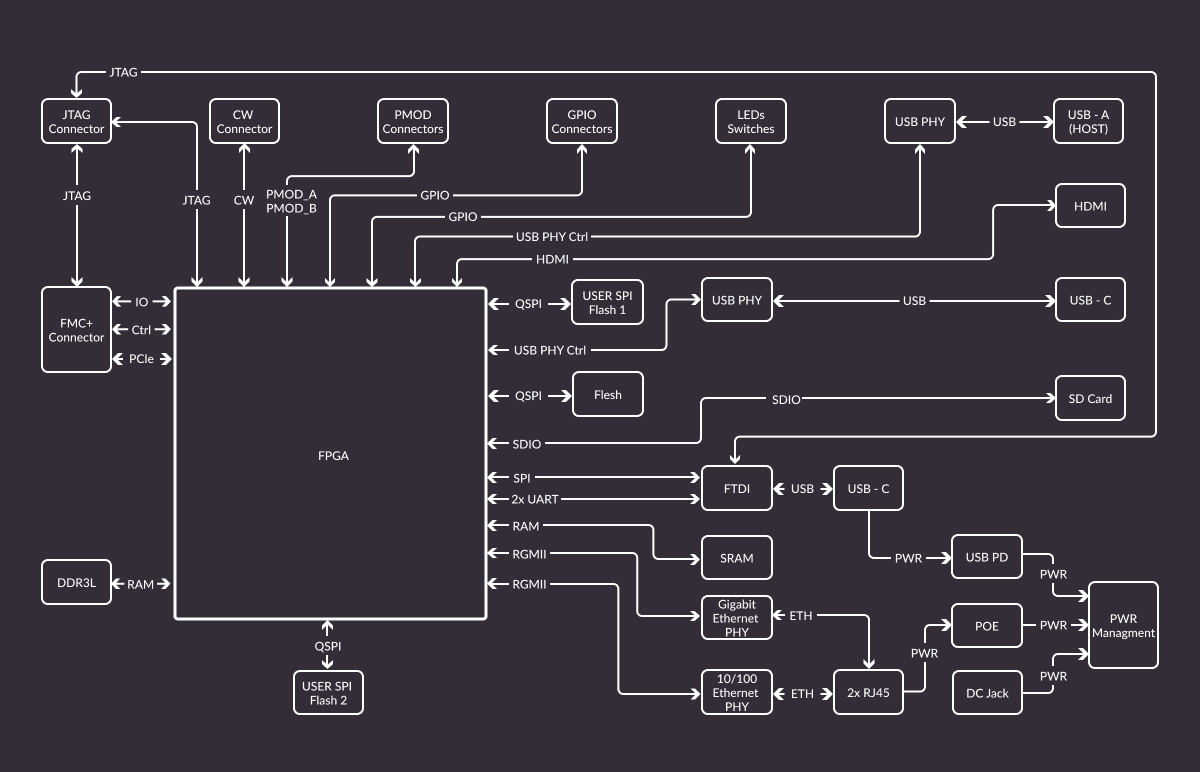 JTAG
JTAG
Connector
CW
Connector
PMOD
Connectors
GPIO
Connectors
LEDs
Switches
USB PHY
USB
USB - A
(HOST)
JTAG
JTAG
CW
PMOD_A
PMOD_B
GPIO
HDMI
GPIO
USB PHY Ctrl
HDMI
FMC+
Connector
IO
Ctrl
PCIe
QSPI
USER SPI
Flash 1
USB PHY
USB
USB - C
USB PHY Ctrl
QSPI
Flesh
SDIO
SD Card
SDIO
FPGA
SPI
2x UART
FTDI
USB
USB - C
RAM
RGMII
SRAM
PWR
USB PD
PWR
DDR3L
RAM
RGMII
Gigabit
Ethernet
PHY
ETH
POE
PWR
PWR
Managment
QSPI
PWR
USER SPI
Flash 2
10/100
Ethernet
PHY
ETH
2x RJ45
DC Jack
PWR